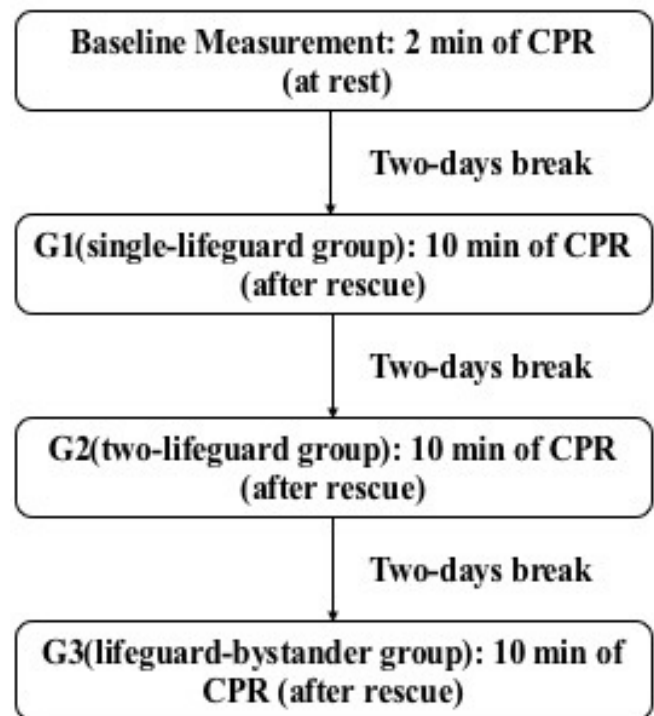 Baseline Measurement: 2 min of CPR
(at rest)
Two-days break
G1(single-lifeguard group): 10 min of CPR
(after rescue)
Two-days break
G2(two-lifeguard group): 10 min of CPR
(after rescue)
Two-days break
G3(lifeguard-bystander group): 10 min of
CPR (after rescue)